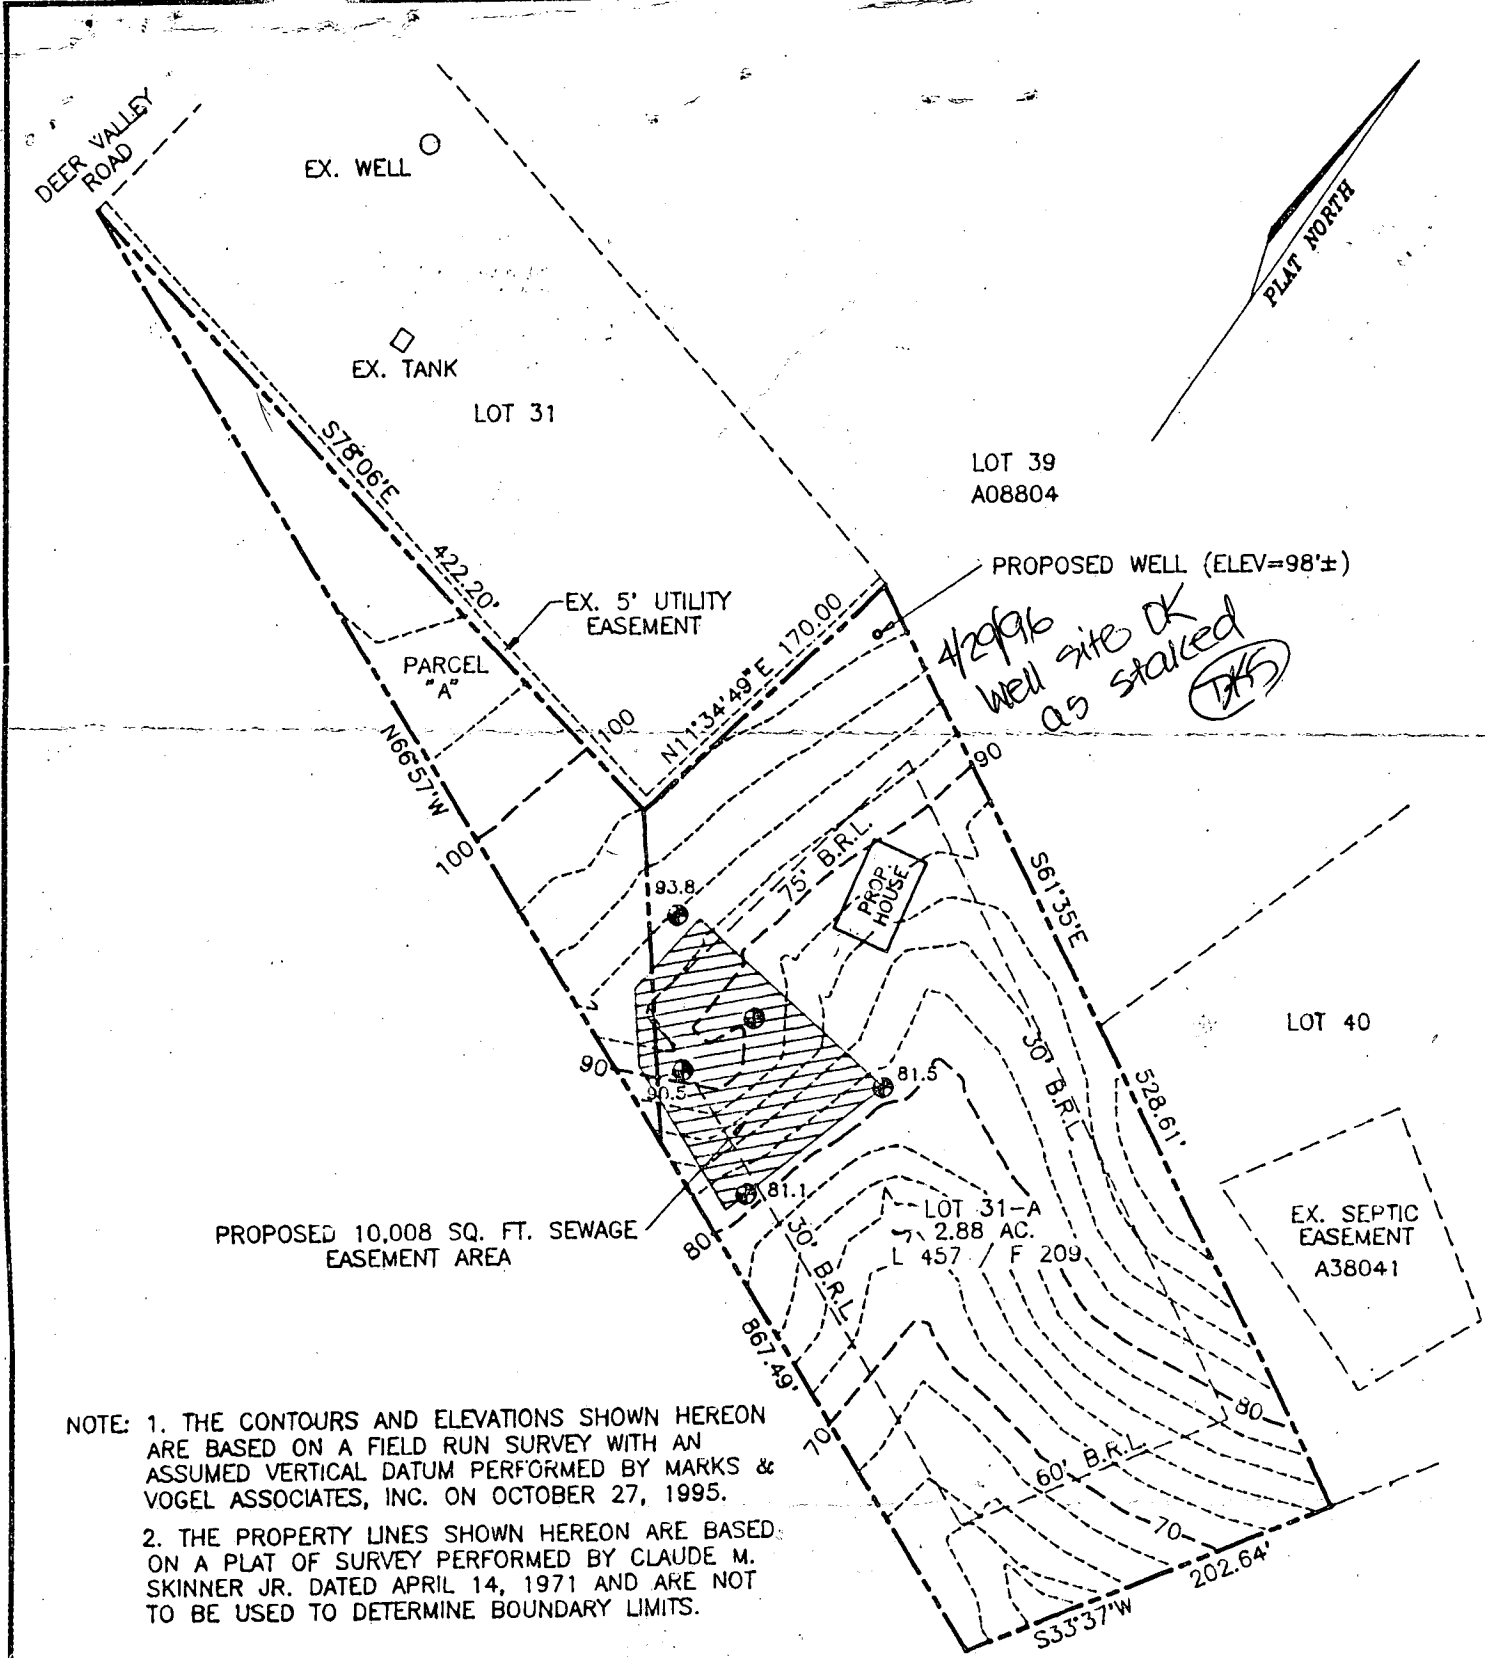 DEER VALLEY
ROAD
EX. WELL
EX. TANK
LOT 31
PLAT NORTH
LOT 39
A08804
S78°06'E
422.20'
EX. 5' UTILITY
EASEMENT
N11°34'49"E 170.00
PROPOSED WELL (ELEV=98'±)
4/29/96
Well site OK
as staked
DKS
PARCEL
"A"
N66°57'W
100
100
90
75' B.R.L.
PROP.
HOUSE
93.8
S61°35'E
LOT 40
30' B.R.L.
528.61'
90
90.5
81.5
81.1
LOT 31-A
2.88 AC.
L 457 / F 209
EX. SEPTIC
EASEMENT
A38041
PROPOSED 10,008 SQ. FT. SEWAGE
EASEMENT AREA
80
30' B.R.L.
867.49'
70
80
60' B.R.L.
70
202.64'
S33°37'W
NOTE: 1. THE CONTOURS AND ELEVATIONS SHOWN HEREON
ARE BASED ON A FIELD RUN SURVEY WITH AN
ASSUMED VERTICAL DATUM PERFORMED BY MARKS &
VOGEL ASSOCIATES, INC. ON OCTOBER 27, 1995.
2. THE PROPERTY LINES SHOWN HEREON ARE BASED
ON A PLAT OF SURVEY PERFORMED BY CLAUDE M.
SKINNER JR. DATED APRIL 14, 1971 AND ARE NOT
TO BE USED TO DETERMINE BOUNDARY LIMITS.